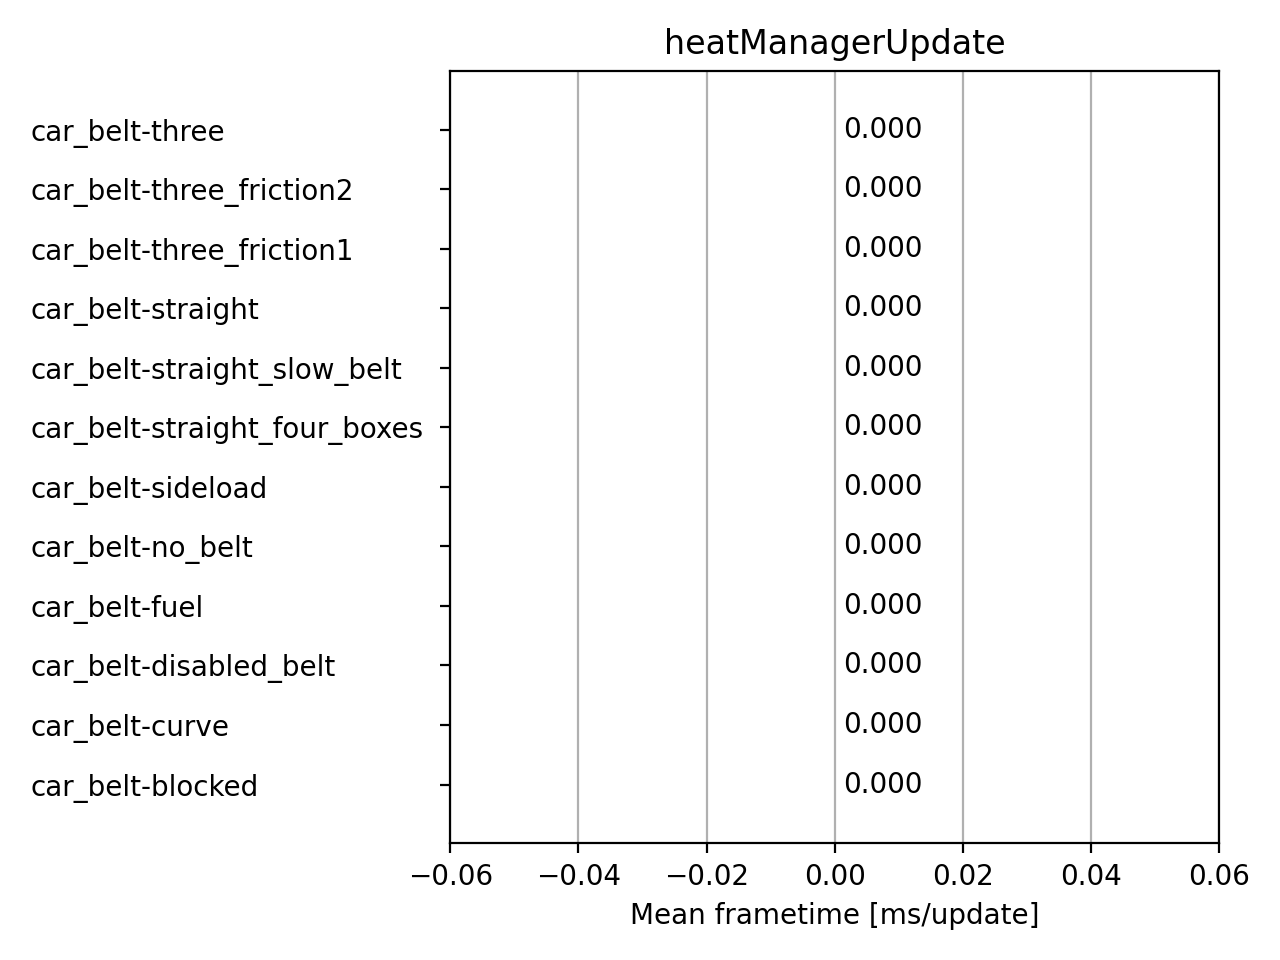 heatManagerUpdate
car_belt-three 0.000
car_belt-three_friction2 0.000
car_belt-three_friction1 0.000
car_belt-straight 0.000
car_belt-straight_slow_belt 0.000
car_belt-straight_four_boxes 0.000
car_belt-sideload 0.000
car_belt-no_belt 0.000
car_belt-fuel 0.000
car_belt-disabled_belt 0.000
car_belt-curve 0.000
car_belt-blocked 0.000
−0.06 −0.04 −0.02 0.00 0.02 0.04 0.06
Mean frametime [ms/update]